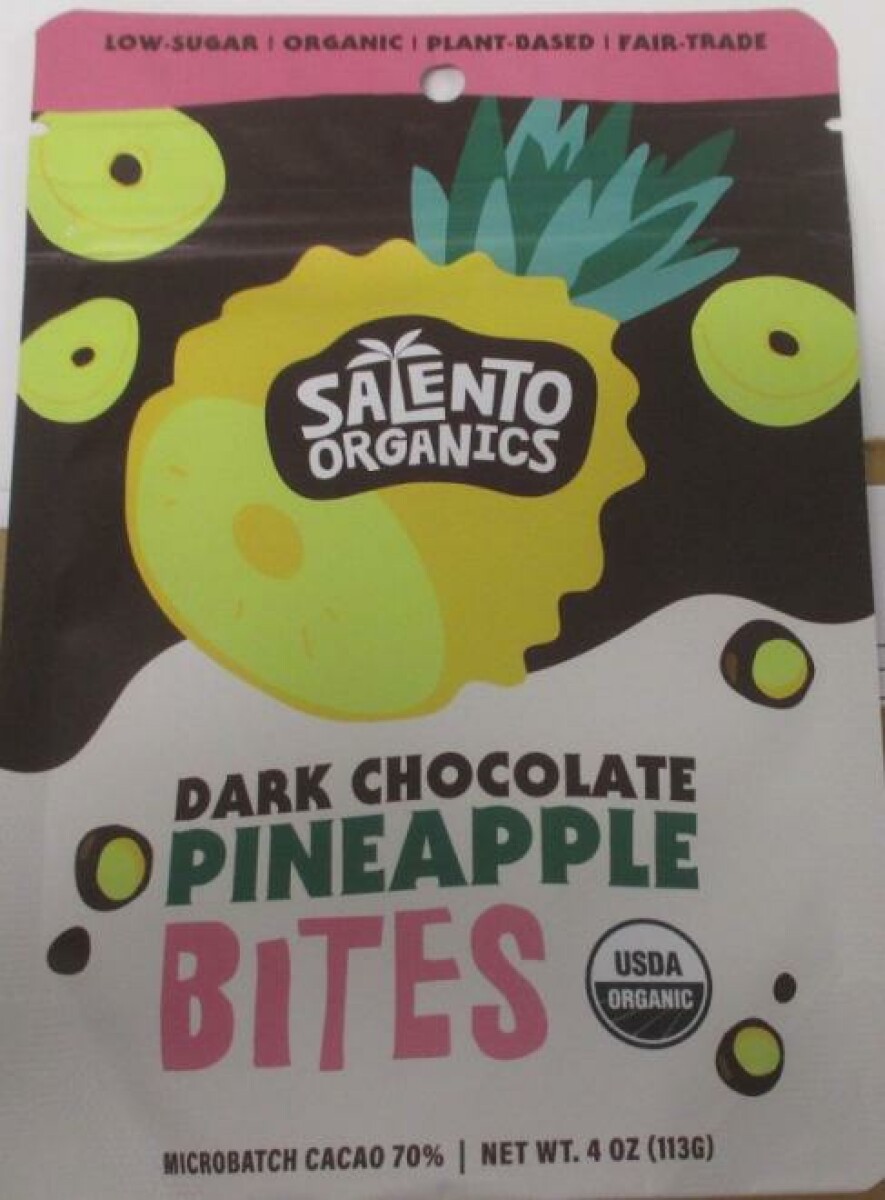 LOW-SUGAR | ORGANIC | PLANT-BASED | FAIR-TRADE
SALENTO
ORGANICS
DARK CHOCOLATE
PINEAPPLE
BITES
USDA
ORGANIC
MICROBATCH CACAO 70% | NET WT. 4 OZ (113G)